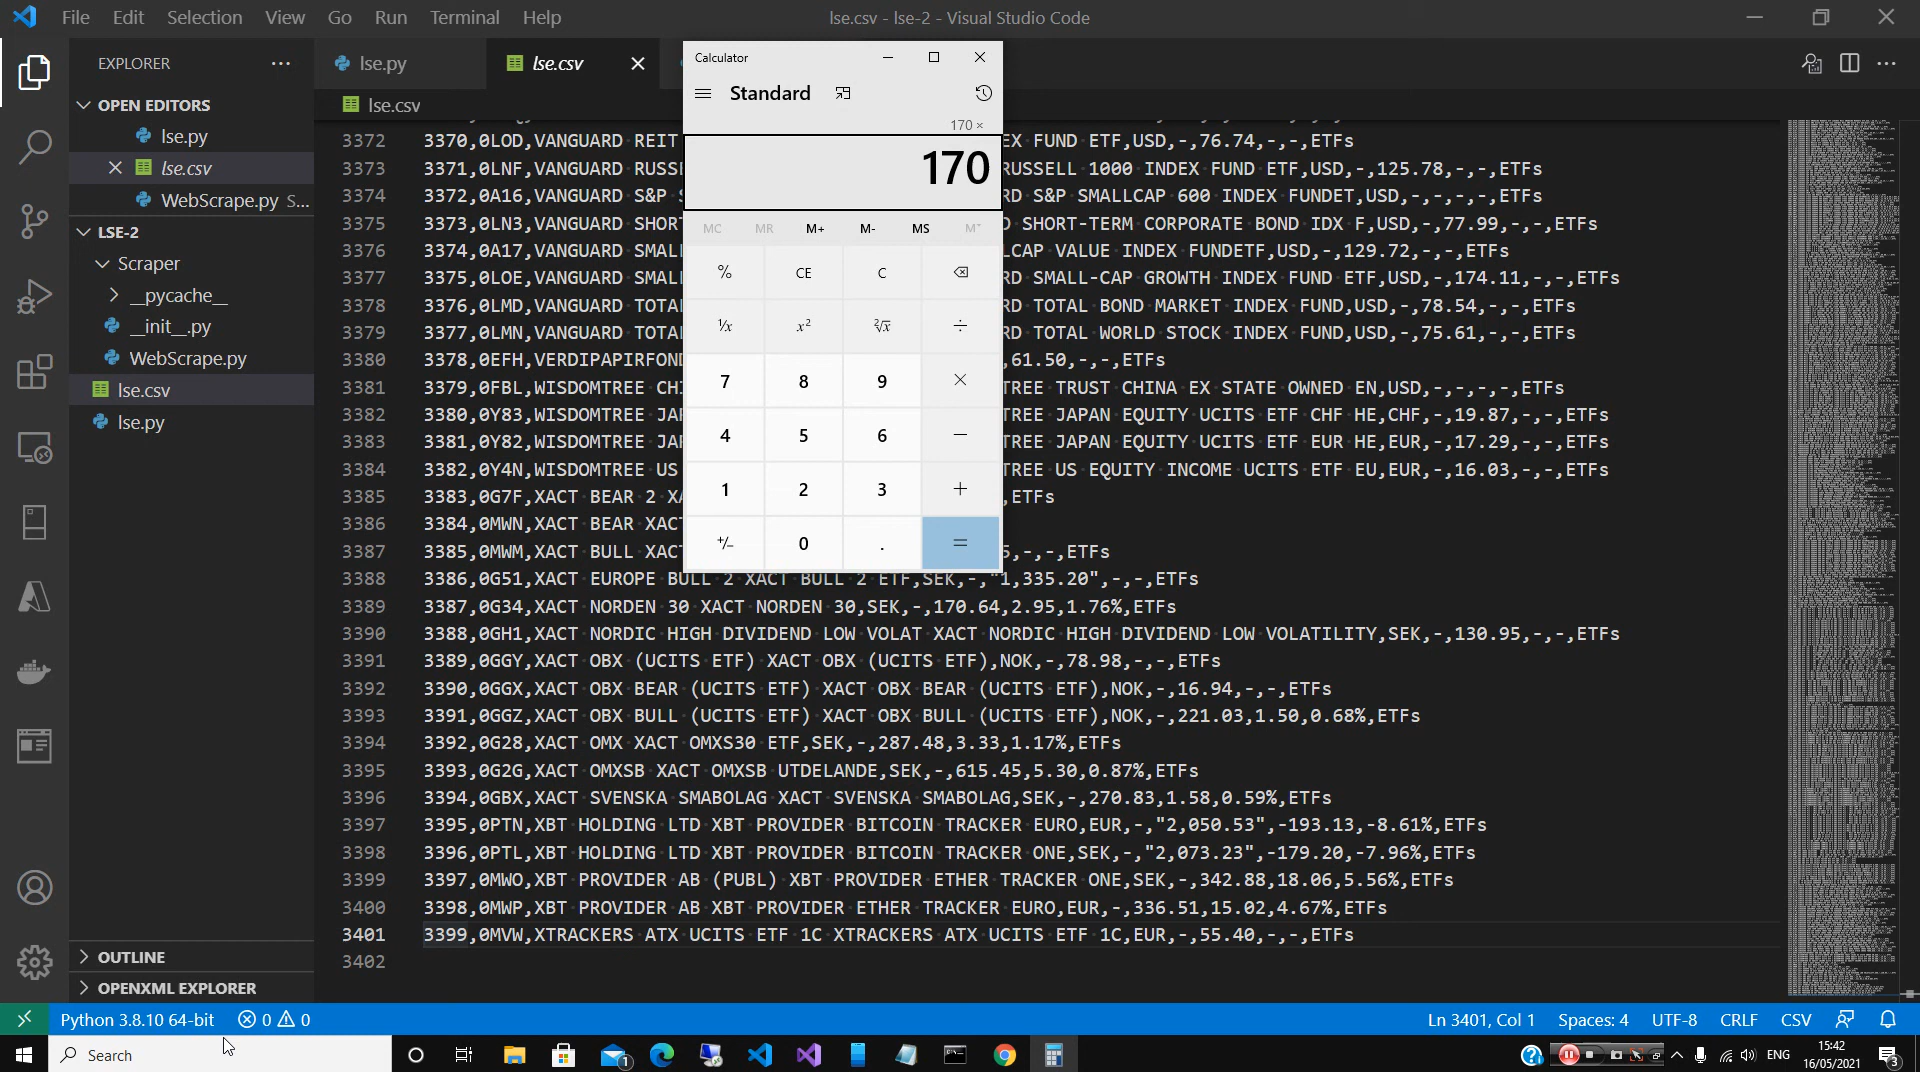 File Edit Selection View Go Run Terminal Help
lse.csv - lse-2 - Visual Studio Code
EXPLORER
OPEN EDITORS
lse.py
lse.csv
WebScrape.py S...
LSE-2
Scraper
__pycache__
__init__.py
WebScrape.py
lse.csv
lse.py
OUTLINE
OPENXML EXPLORER
lse.py
lse.csv
lse.csv
3372 3370,0LOD,VANGUARD REIT EX FUND ETF,USD,-,76.74,-,-,ETFs
3373 3371,0LNF,VANGUARD RUSS RUSSELL 1000 INDEX FUND ETF,USD,-,125.78,-,-,ETFs
3374 3372,0A16,VANGUARD S&P S RD S&P SMALLCAP 600 INDEX FUNDET,USD,-,-,-,-,ETFs
3375 3373,0LN3,VANGUARD SHOR D SHORT-TERM CORPORATE BOND IDX F,USD,-,77.99,-,-,ETFs
3376 3374,0A17,VANGUARD SMAL LCAP VALUE INDEX FUNDETF,USD,-,129.72,-,-,ETFs
3377 3375,0LOE,VANGUARD SMAL RD SMALL-CAP GROWTH INDEX FUND ETF,USD,-,174.11,-,-,ETFs
3378 3376,0LMD,VANGUARD TOTA RD TOTAL BOND MARKET INDEX FUND,USD,-,78.54,-,-,ETFs
3379 3377,0LMN,VANGUARD TOTA RD TOTAL WORLD STOCK INDEX FUND,USD,-,75.61,-,-,ETFs
3380 3378,0EFH,VERDIPAPIRFOND ,61.50,-,-,ETFs
3381 3379,0FBL,WISDOMTREE CHI TREE TRUST CHINA EX STATE OWNED EN,USD,-,-,-,-,ETFs
3382 3380,0Y83,WISDOMTREE JAP TREE JAPAN EQUITY UCITS ETF CHF HE,CHF,-,19.87,-,-,ETFs
3383 3381,0Y82,WISDOMTREE JAP TREE JAPAN EQUITY UCITS ETF EUR HE,EUR,-,17.29,-,-,ETFs
3384 3382,0Y4N,WISDOMTREE US TREE US EQUITY INCOME UCITS ETF EU,EUR,-,16.03,-,-,ETFs
3385 3383,0G7F,XACT BEAR 2 XA ,ETFs
3386 3384,0MWN,XACT BEAR XACT
3387 3385,0MWM,XACT BULL XACT 5,-,-,ETFs
3388 3386,0G51,XACT EUROPE BULL 2 XACT BULL 2 ETF,SEK,-,"1,335.20",-,-,ETFs
3389 3387,0G34,XACT NORDEN 30 XACT NORDEN 30,SEK,-,170.64,2.95,1.76%,ETFs
3390 3388,0GH1,XACT NORDIC HIGH DIVIDEND LOW VOLAT XACT NORDIC HIGH DIVIDEND LOW VOLATILITY,SEK,-,130.95,-,-,ETFs
3391 3389,0GGY,XACT OBX (UCITS ETF) XACT OBX (UCITS ETF),NOK,-,78.98,-,-,ETFs
3392 3390,0GGX,XACT OBX BEAR (UCITS ETF) XACT OBX BEAR (UCITS ETF),NOK,-,16.94,-,-,ETFs
3393 3391,0GGZ,XACT OBX BULL (UCITS ETF) XACT OBX BULL (UCITS ETF),NOK,-,221.03,1.50,0.68%,ETFs
3394 3392,0G28,XACT OMX XACT OMXS30 ETF,SEK,-,287.48,3.33,1.17%,ETFs
3395 3393,0G2G,XACT OMXSB XACT OMXSB UTDELANDE,SEK,-,615.45,5.30,0.87%,ETFs
3396 3394,0GBX,XACT SVENSKA SMABOLAG XACT SVENSKA SMABOLAG,SEK,-,270.83,1.58,0.59%,ETFs
3397 3395,0PTN,XBT HOLDING LTD XBT PROVIDER BITCOIN TRACKER EURO,EUR,-,"2,050.53",-193.13,-8.61%,ETFs
3398 3396,0PTL,XBT HOLDING LTD XBT PROVIDER BITCOIN TRACKER ONE,SEK,-,"2,073.23",-179.20,-7.96%,ETFs
3399 3397,0MWO,XBT PROVIDER AB (PUBL) XBT PROVIDER ETHER TRACKER ONE,SEK,-,342.88,18.06,5.56%,ETFs
3400 3398,0MWP,XBT PROVIDER AB XBT PROVIDER ETHER TRACKER EURO,EUR,-,336.51,15.02,4.67%,ETFs
3401 3399,0MVW,XTRACKERS ATX UCITS ETF 1C XTRACKERS ATX UCITS ETF 1C,EUR,-,55.40,-,-,ETFs
3402
Calculator
Standard
170 ×
170
MC MR M+ M- MS M˅
% CE C
⅟x x² ²√x ÷
7 8 9 ×
4 5 6 −
1 2 3 +
+/− 0 . =
Python 3.8.10 64-bit 0 0
Ln 3401, Col 1 Spaces: 4 UTF-8 CRLF CSV
Search
1
ENG
15:42
16/05/2021
3